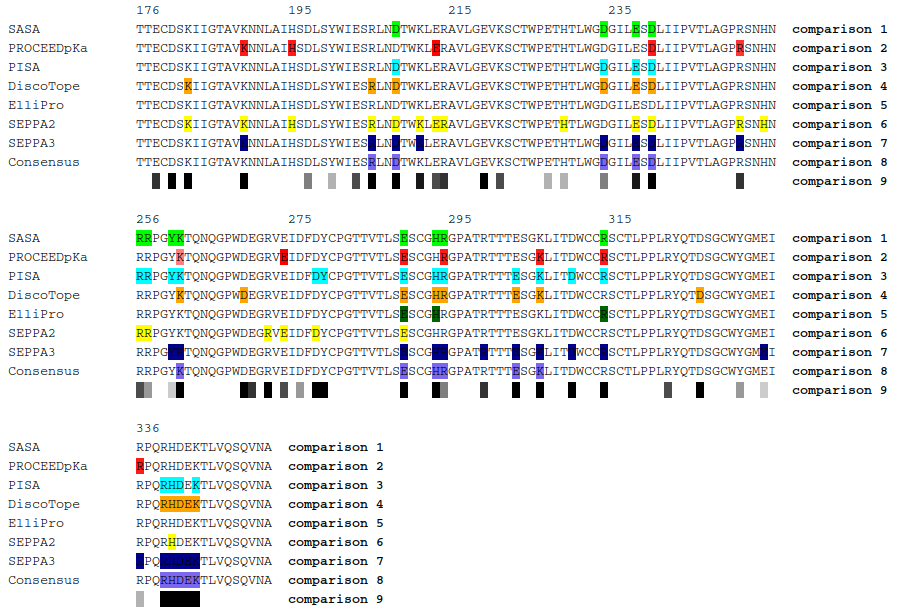 176 195 215 235
SASA TTECDSKIIGTAVKNNLAIHSDLSYWIESRLNDTWKLERAVLGEVKSCTWPETHTLWGDGILESDLIIPVTLAGPRSNHN comparison 1
PROCEEDpKa TTECDSKIIGTAVKNNLAIHSDLSYWIESRLNDTWKLERAVLGEVKSCTWPETHTLWGDGILESDLIIPVTLAGPRSNHN comparison 2
PISA TTECDSKIIGTAVKNNLAIHSDLSYWIESRLNDTWKLERAVLGEVKSCTWPETHTLWGDGILESDLIIPVTLAGPRSNHN comparison 3
DiscoTope TTECDSKIIGTAVKNNLAIHSDLSYWIESRLNDTWKLERAVLGEVKSCTWPETHTLWGDGILESDLIIPVTLAGPRSNHN comparison 4
ElliPro TTECDSKIIGTAVKNNLAIHSDLSYWIESRLNDTWKLERAVLGEVKSCTWPETHTLWGDGILESDLIIPVTLAGPRSNHN comparison 5
SEPPA2 TTECDSKIIGTAVKNNLAIHSDLSYWIESRLNDTWKLERAVLGEVKSCTWPETHTLWGDGILESDLIIPVTLAGPRSNHN comparison 6
SEPPA3 TTECDSKIIGTAVKNNLAIHSDLSYWIESRLNDTWKLERAVLGEVKSCTWPETHTLWGDGILESDLIIPVTLAGPRSNHN comparison 7
Consensus TTECDSKIIGTAVKNNLAIHSDLSYWIESRLNDTWKLERAVLGEVKSCTWPETHTLWGDGILESDLIIPVTLAGPRSNHN comparison 8
comparison 9
256 275 295 315
SASA RRPGYKTQNQGPWDEGRVEIDFDYCPGTTVTLSESCGHRGPATRTTTESGKLITDWCCRSCTLPPLRYQTDSGCWYGMEI comparison 1
PROCEEDpKa RRPGYKTQNQGPWDEGRVEIDFDYCPGTTVTLSESCGHRGPATRTTTESGKLITDWCCRSCTLPPLRYQTDSGCWYGMEI comparison 2
PISA RRPGYKTQNQGPWDEGRVEIDFDYCPGTTVTLSESCGHRGPATRTTTESGKLITDWCCRSCTLPPLRYQTDSGCWYGMEI comparison 3
DiscoTope RRPGYKTQNQGPWDEGRVEIDFDYCPGTTVTLSESCGHRGPATRTTTESGKLITDWCCRSCTLPPLRYQTDSGCWYGMEI comparison 4
ElliPro RRPGYKTQNQGPWDEGRVEIDFDYCPGTTVTLSESCGHRGPATRTTTESGKLITDWCCRSCTLPPLRYQTDSGCWYGMEI comparison 5
SEPPA2 RRPGYKTQNQGPWDEGRVEIDFDYCPGTTVTLSESCGHRGPATRTTTESGKLITDWCCRSCTLPPLRYQTDSGCWYGMEI comparison 6
SEPPA3 RRPGYKTQNQGPWDEGRVEIDFDYCPGTTVTLSESCGHRGPATRTTTESGKLITDWCCRSCTLPPLRYQTDSGCWYGMEI comparison 7
Consensus RRPGYKTQNQGPWDEGRVEIDFDYCPGTTVTLSESCGHRGPATRTTTESGKLITDWCCRSCTLPPLRYQTDSGCWYGMEI comparison 8
comparison 9
336
SASA RPQRHDEKTLVQSQVNA comparison 1
PROCEEDpKa RPQRHDEKTLVQSQVNA comparison 2
PISA RPQRHDEKTLVQSQVNA comparison 3
DiscoTope RPQRHDEKTLVQSQVNA comparison 4
ElliPro RPQRHDEKTLVQSQVNA comparison 5
SEPPA2 RPQRHDEKTLVQSQVNA comparison 6
SEPPA3 RPQRHDEKTLVQSQVNA comparison 7
Consensus RPQRHDEKTLVQSQVNA comparison 8
comparison 9